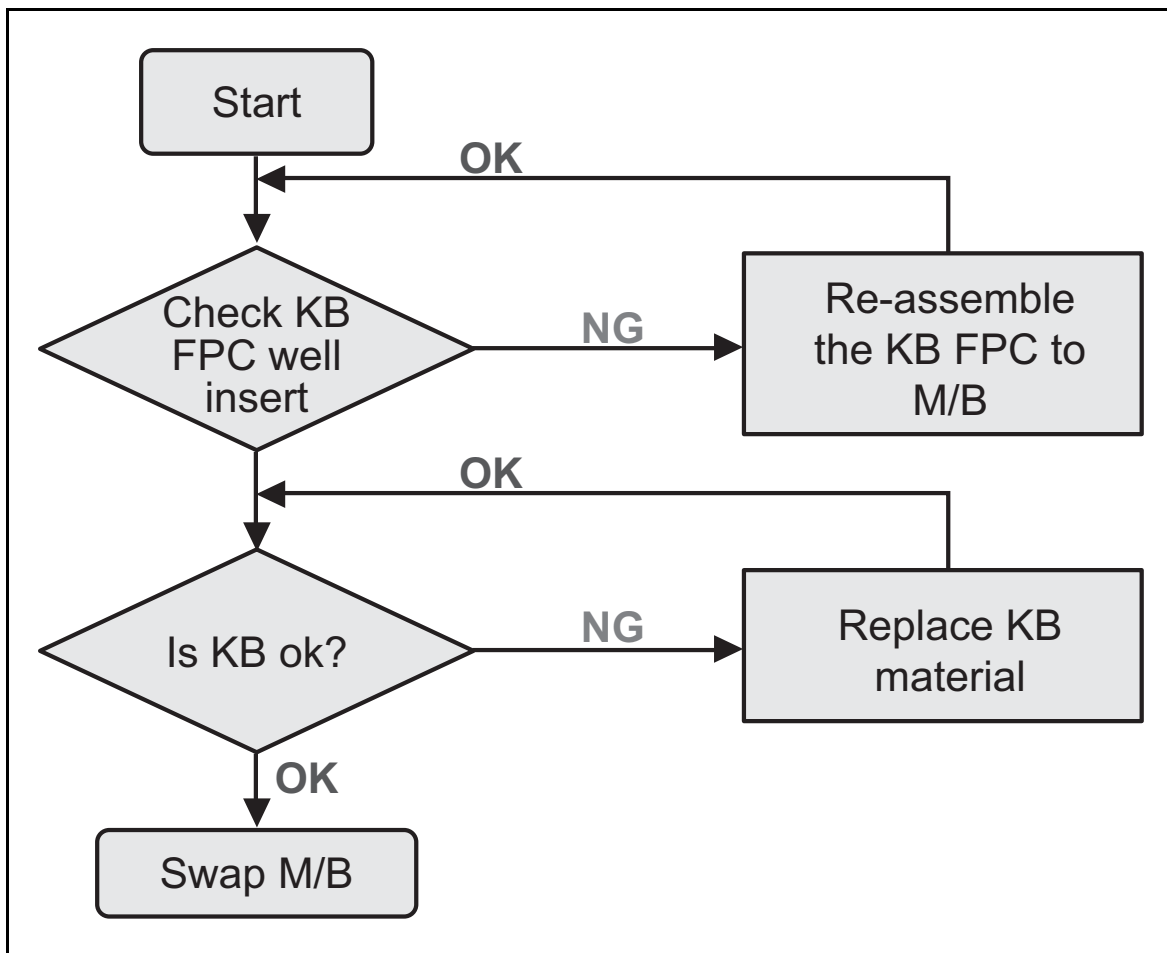 Start
OK
Check KB
FPC well
insert
NG
Re-assemble
the KB FPC to
M/B
OK
Is KB ok?
NG
Replace KB
material
OK
Swap M/B